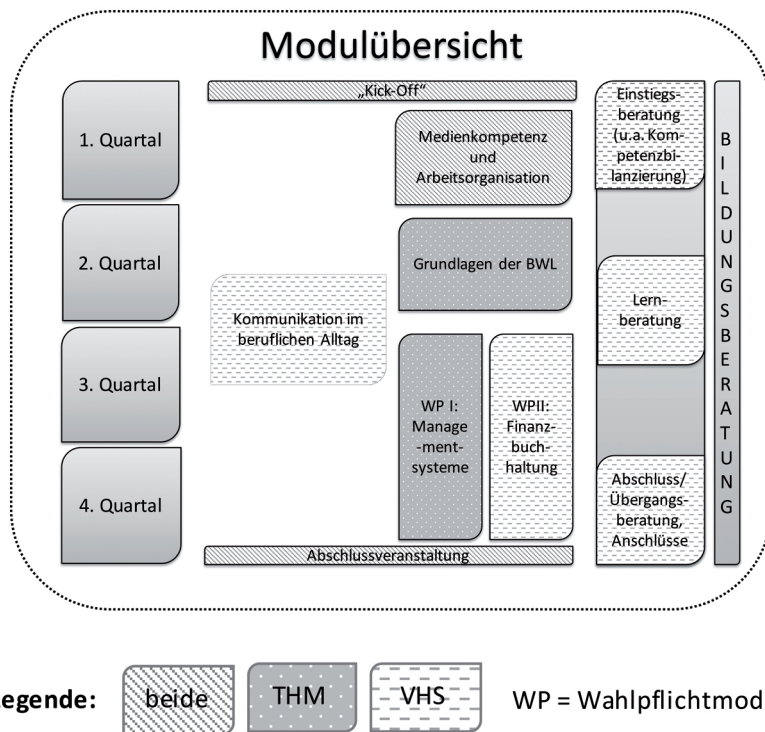 Modulübersicht
„Kick-Off“
1. Quartal
2. Quartal
3. Quartal
4. Quartal
Medienkompetenz
und
Arbeitsorganisation
Grundlagen der BWL
Kommunikation im
beruflichen Alltag
WP I:
Manage
-ment-
systeme
WPII:
Finanz-
buch-
haltung
Abschlussveranstaltung
Einstiegs-
beratung
(u.a. Kom-
petenzbi-
lanzierung)
Lern-
beratung
Abschluss/
Übergangs-
beratung,
Anschlüsse
B
I
L
D
U
N
G
S
B
E
R
A
T
U
N
G
egende:
beide
THM
VHS
WP = Wahlpflichtmod